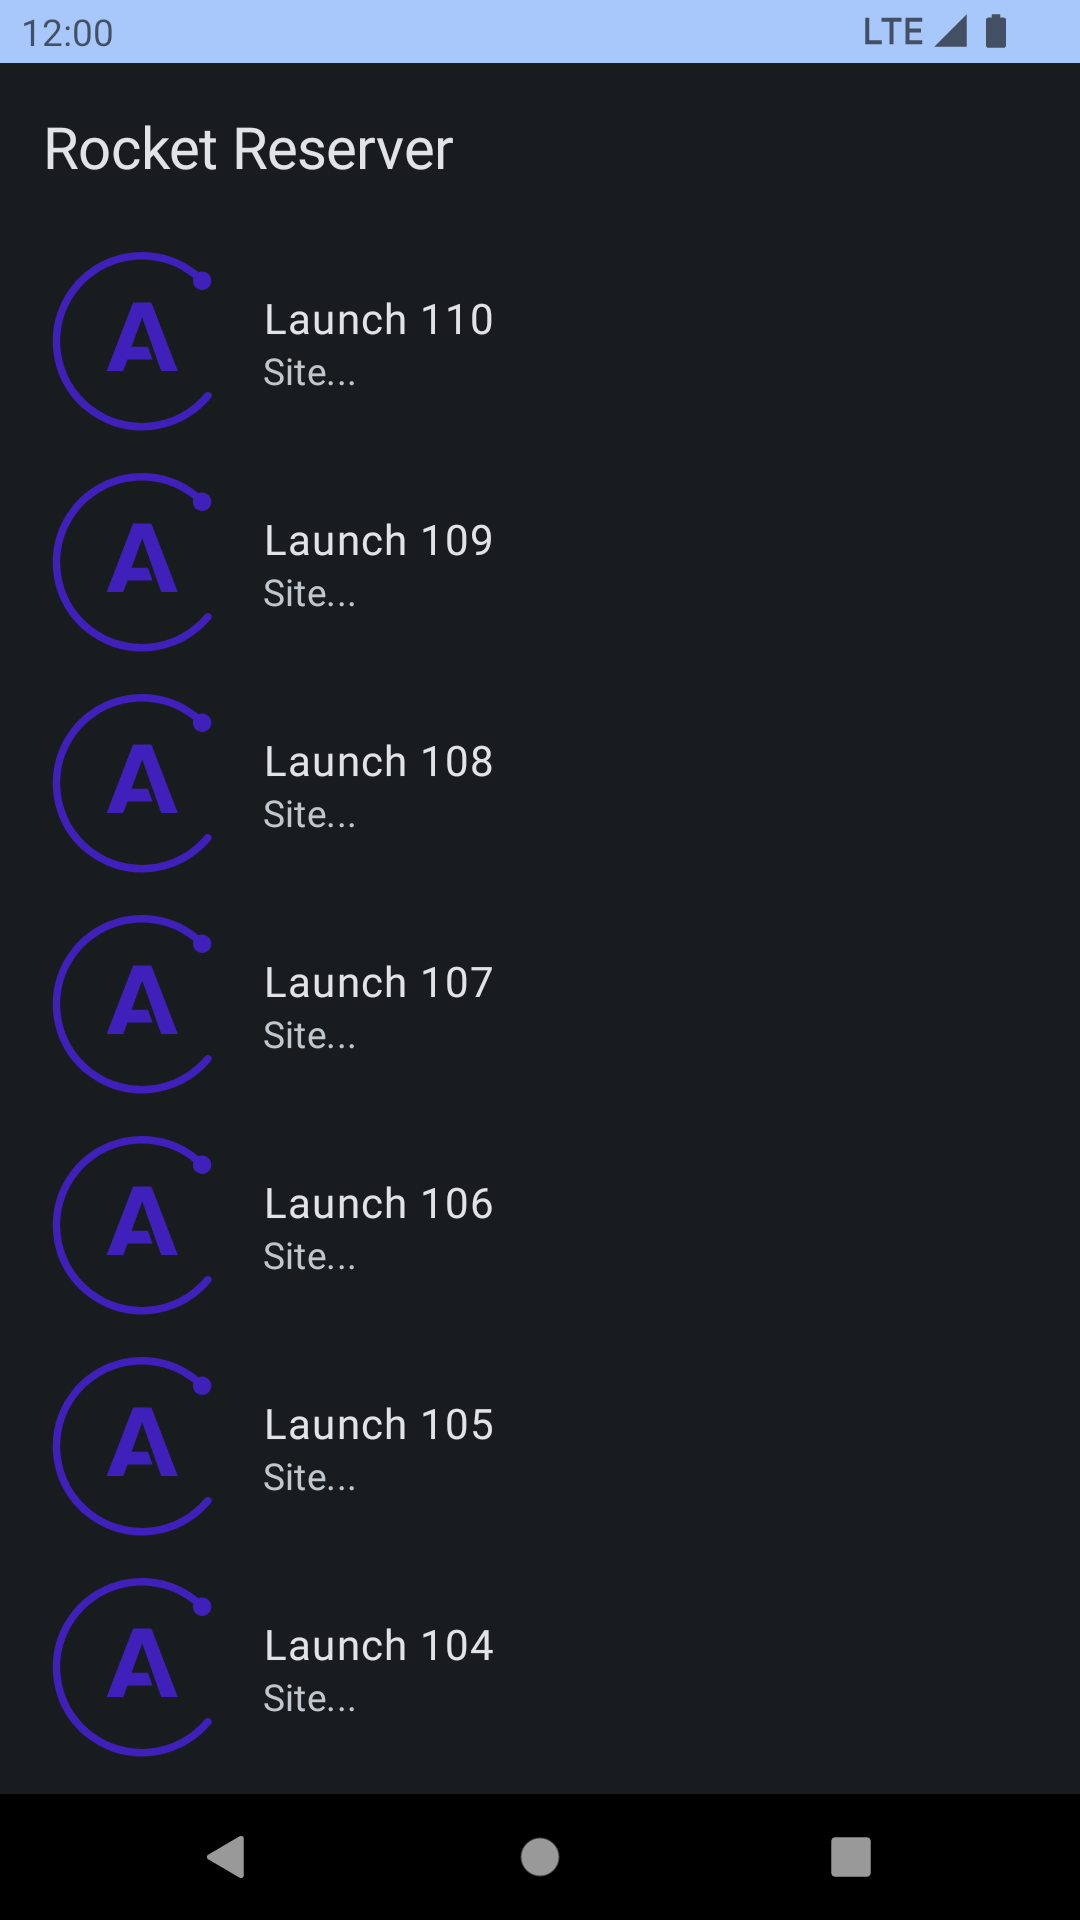 12:00 LTE
Rocket Reserver
A
Launch 110
Site...
A
Launch 109
Site...
A
Launch 108
Site...
A
Launch 107
Site...
A
Launch 106
Site...
A
Launch 105
Site...
A
Launch 104
Site...